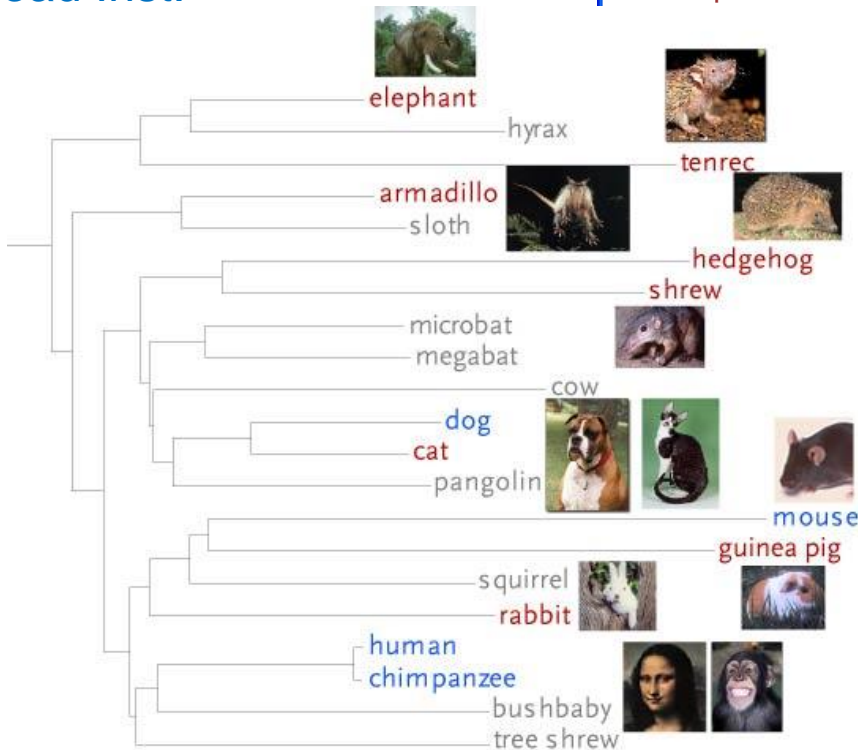 elephant
hyrax
tenrec
armadillo
sloth
hedgehog
shrew
microbat
megabat
cow
dog
cat
pangolin
mouse
guinea pig
squirrel
rabbit
human
chimpanzee
bushbaby
tree shrew